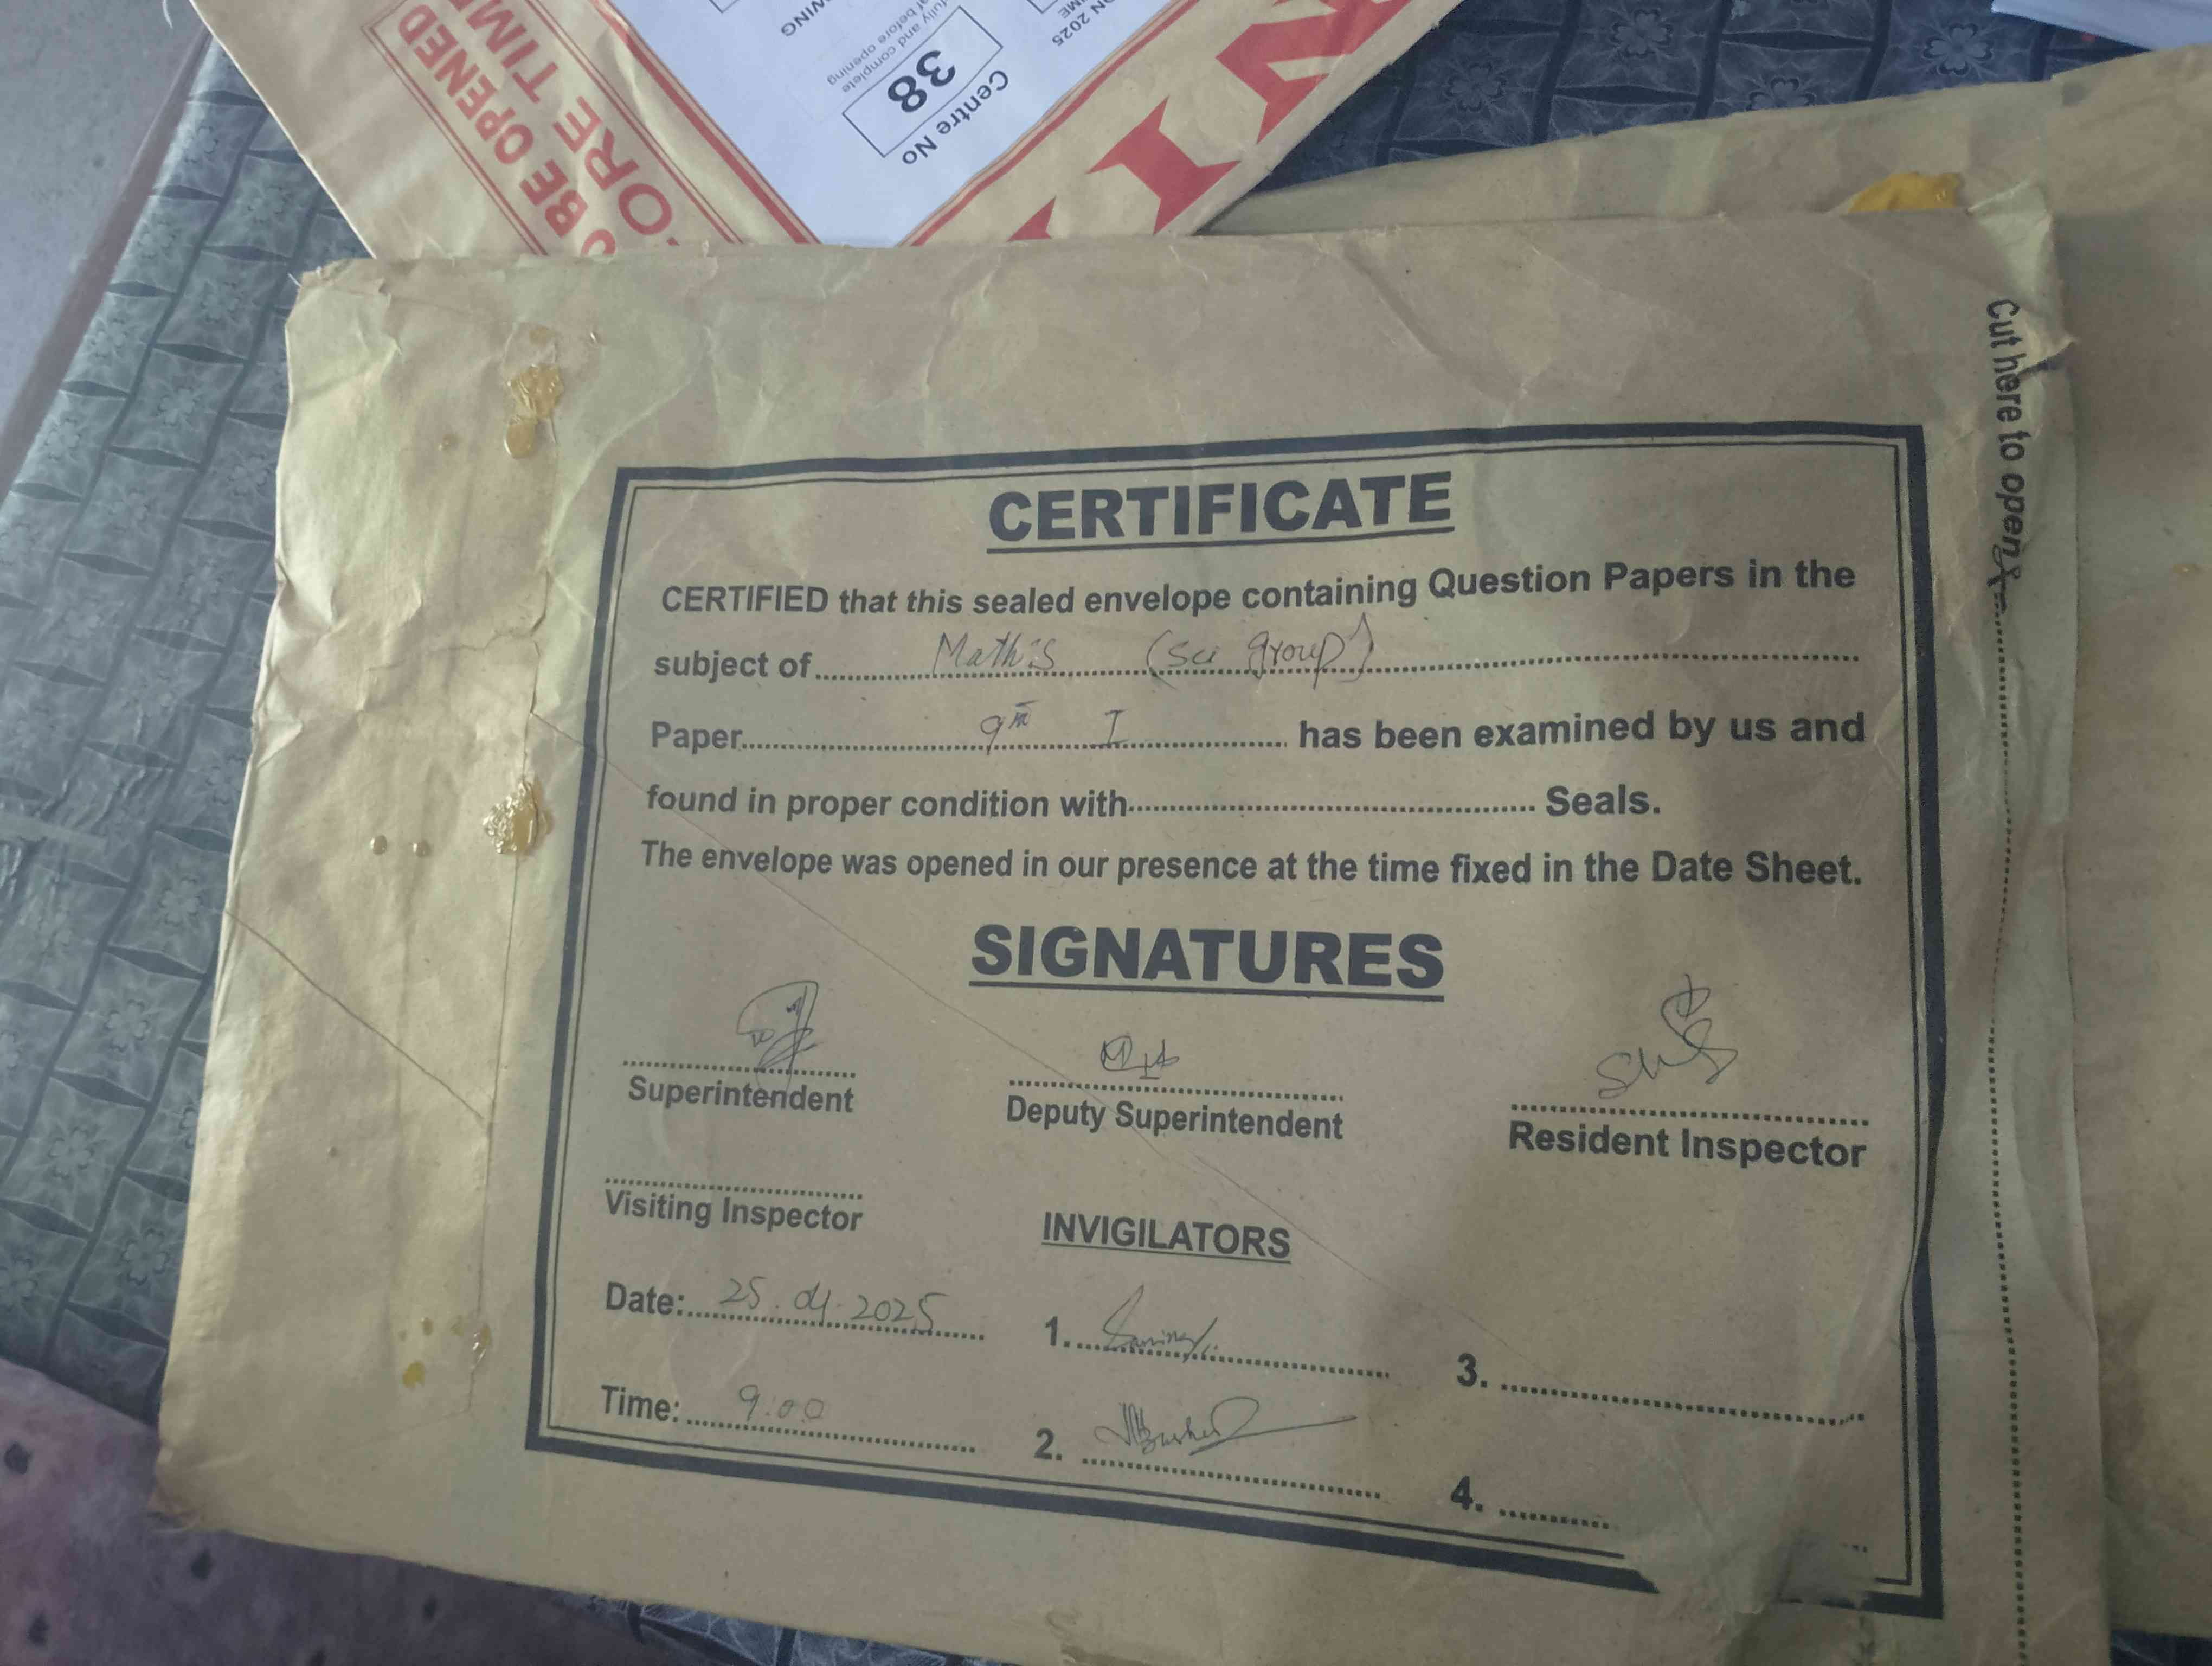 BE OPENED
ORE TIME
WING
ully and complete
before opening
38
Centre No
ON 2025
Cut here to open
CERTIFICATE
CERTIFIED that this sealed envelope containing Question Papers in the
subject of Math's (sci group)
Paper 9th I has been examined by us and
found in proper condition with Seals.
The envelope was opened in our presence at the time fixed in the Date Sheet.
SIGNATURES
Superintendent
Deputy Superintendent
Resident Inspector
Visiting Inspector
INVIGILATORS
Date: 25.04.2025
1.
3.
Time: 9:00
2.
4.